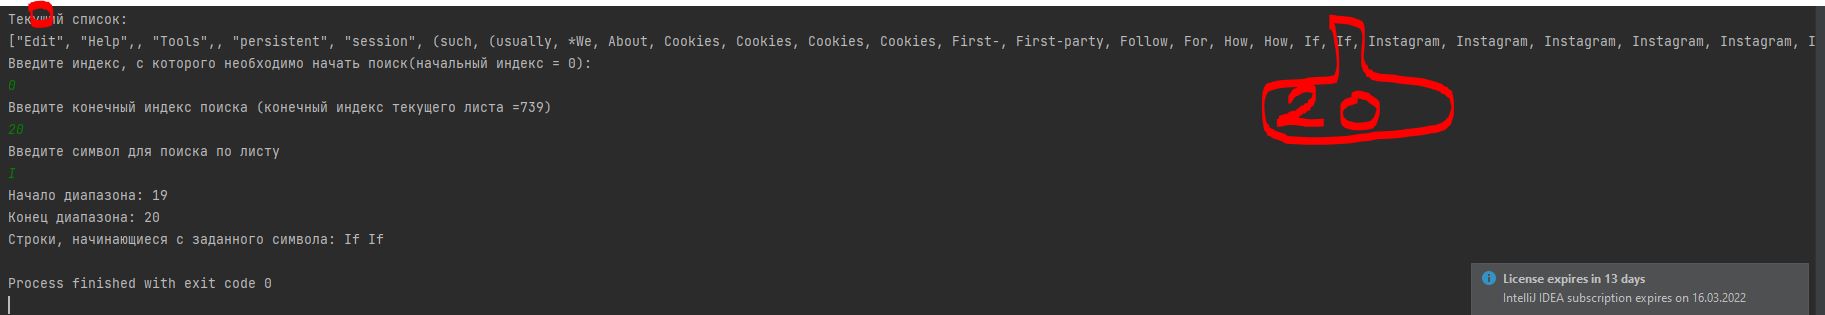 Текущий список:
["Edit", "Help",, "Tools",, "persistent", "session", (such, (usually, *We, About, Cookies, Cookies, Cookies, Cookies, First-, First-party, Follow, For, How, How, If, If, Instagram, Instagram, Instagram, Instagram, Instagram, I
Введите индекс, с которого необходимо начать поиск(начальный индекс = 0):
0
20
Введите конечный индекс поиска (конечный индекс текущего листа =739)
20
Введите символ для поиска по листу
I
Начало диапазона: 19
Конец диапазона: 20
Строки, начинающиеся с заданного символа: If If
Process finished with exit code 0
License expires in 13 days
IntelliJ IDEA subscription expires on 16.03.2022